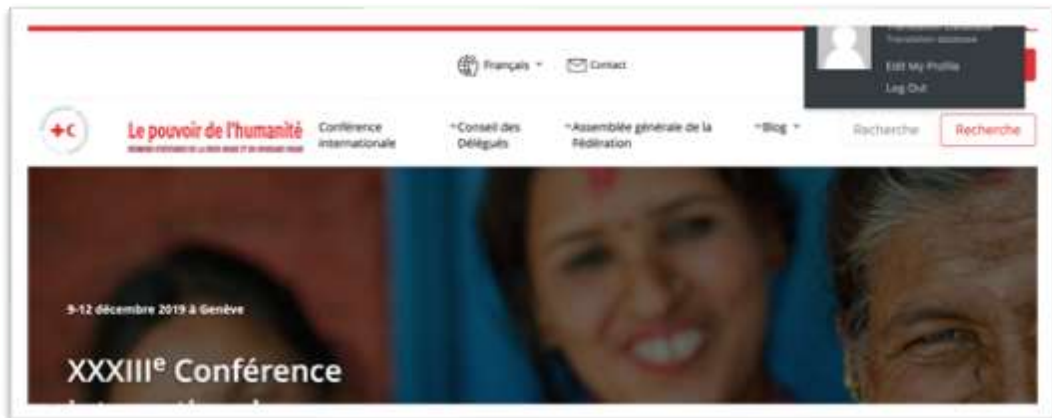 Edit My Profile
Log Out
Français
Contact
Le pouvoir de l'humanité
Conférence internationale
Conseil des Délégués
Assemblée générale de la Fédération
Blog
Recherche
Recherche
9-12 décembre 2019 à Genève
XXXIIIe Conférence